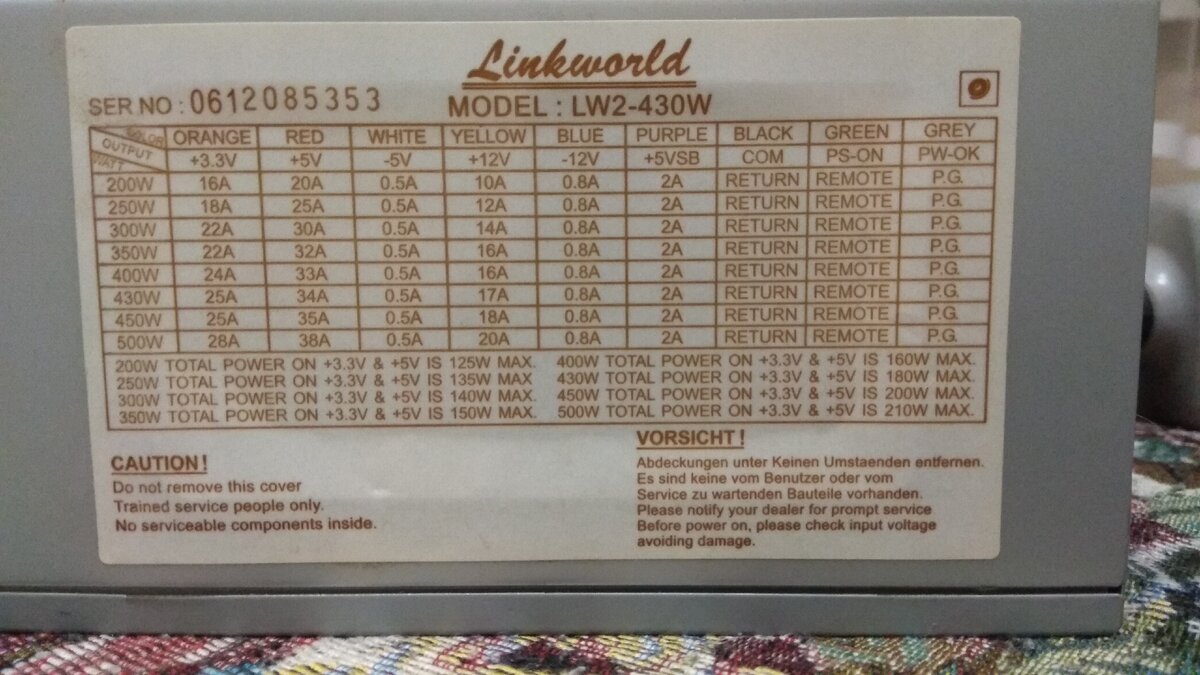 Linkworld
SER NO : 0612085353
MODEL : LW2-430W
COLOR OUTPUT WATT ORANGE RED WHITE YELLOW BLUE PURPLE BLACK GREEN GREY
+3.3V +5V -5V +12V -12V +5VSB COM PS-ON PW-OK
200W 16A 20A 0.5A 10A 0.8A 2A RETURN REMOTE P.G.
250W 18A 25A 0.5A 12A 0.8A 2A RETURN REMOTE P.G.
300W 22A 30A 0.5A 14A 0.8A 2A RETURN REMOTE P.G.
350W 22A 32A 0.5A 16A 0.8A 2A RETURN REMOTE P.G.
400W 24A 33A 0.5A 16A 0.8A 2A RETURN REMOTE P.G.
430W 25A 34A 0.5A 17A 0.8A 2A RETURN REMOTE P.G.
450W 25A 35A 0.5A 18A 0.8A 2A RETURN REMOTE P.G.
500W 28A 38A 0.5A 20A 0.8A 2A RETURN REMOTE P.G.
200W TOTAL POWER ON +3.3V & +5V IS 125W MAX. 400W TOTAL POWER ON +3.3V & +5V IS 160W MAX.
250W TOTAL POWER ON +3.3V & +5V IS 135W MAX. 430W TOTAL POWER ON +3.3V & +5V IS 180W MAX.
300W TOTAL POWER ON +3.3V & +5V IS 140W MAX. 450W TOTAL POWER ON +3.3V & +5V IS 200W MAX.
350W TOTAL POWER ON +3.3V & +5V IS 150W MAX. 500W TOTAL POWER ON +3.3V & +5V IS 210W MAX.
CAUTION!
Do not remove this cover
Trained service people only.
No serviceable components inside.
VORSICHT!
Abdeckungen unter Keinen Umstaenden entfernen.
Es sind keine vom Benutzer oder vom
Service zu wartenden Bauteile vorhanden.
Please notify your dealer for prompt service
Before power on, please check input voltage
avoiding damage.